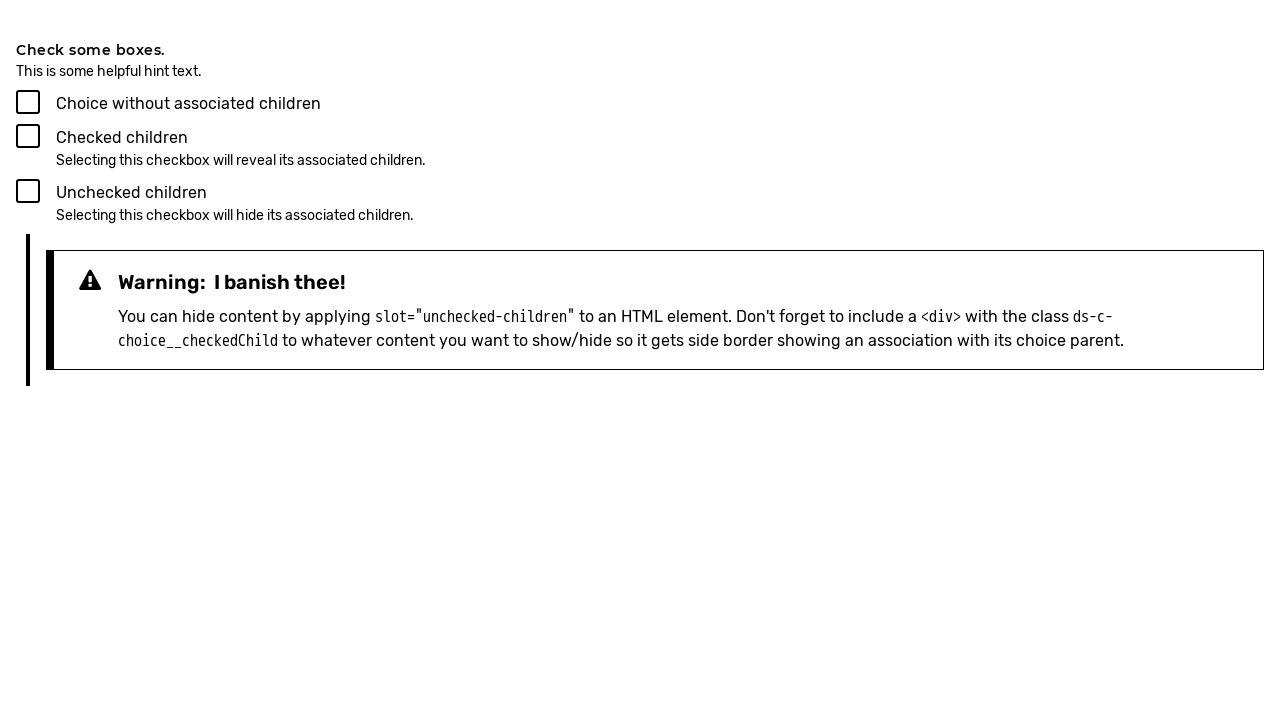 Check some boxes.
This is some helpful hint text.
Choice without associated children
Checked children
Selecting this checkbox will reveal its associated children.
Unchecked children
Selecting this checkbox will hide its associated children.
Warning: I banish thee!
You can hide content by applying slot="unchecked-children" to an HTML element. Don't forget to include a <div> with the class ds-c-
choice__checkedChild to whatever content you want to show/hide so it gets side border showing an association with its choice parent.